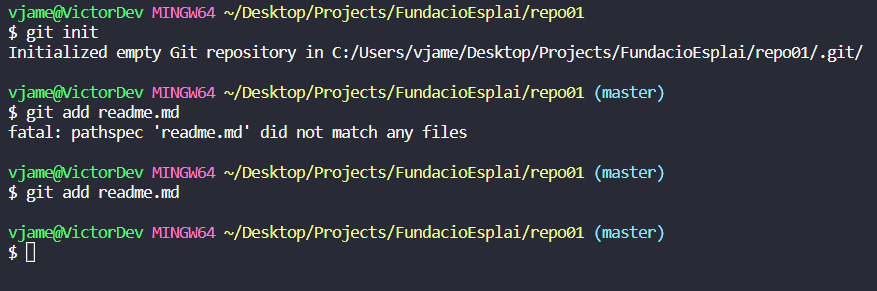 vjame@VictorDev MINGW64 ~/Desktop/Projects/FundacioEsplai/repo01
$ git init
Initialized empty Git repository in C:/Users/vjame/Desktop/Projects/FundacioEsplai/repo01/.git/
vjame@VictorDev MINGW64 ~/Desktop/Projects/FundacioEsplai/repo01 (master)
$ git add readme.md
fatal: pathspec 'readme.md' did not match any files
vjame@VictorDev MINGW64 ~/Desktop/Projects/FundacioEsplai/repo01 (master)
$ git add readme.md
vjame@VictorDev MINGW64 ~/Desktop/Projects/FundacioEsplai/repo01 (master)
$